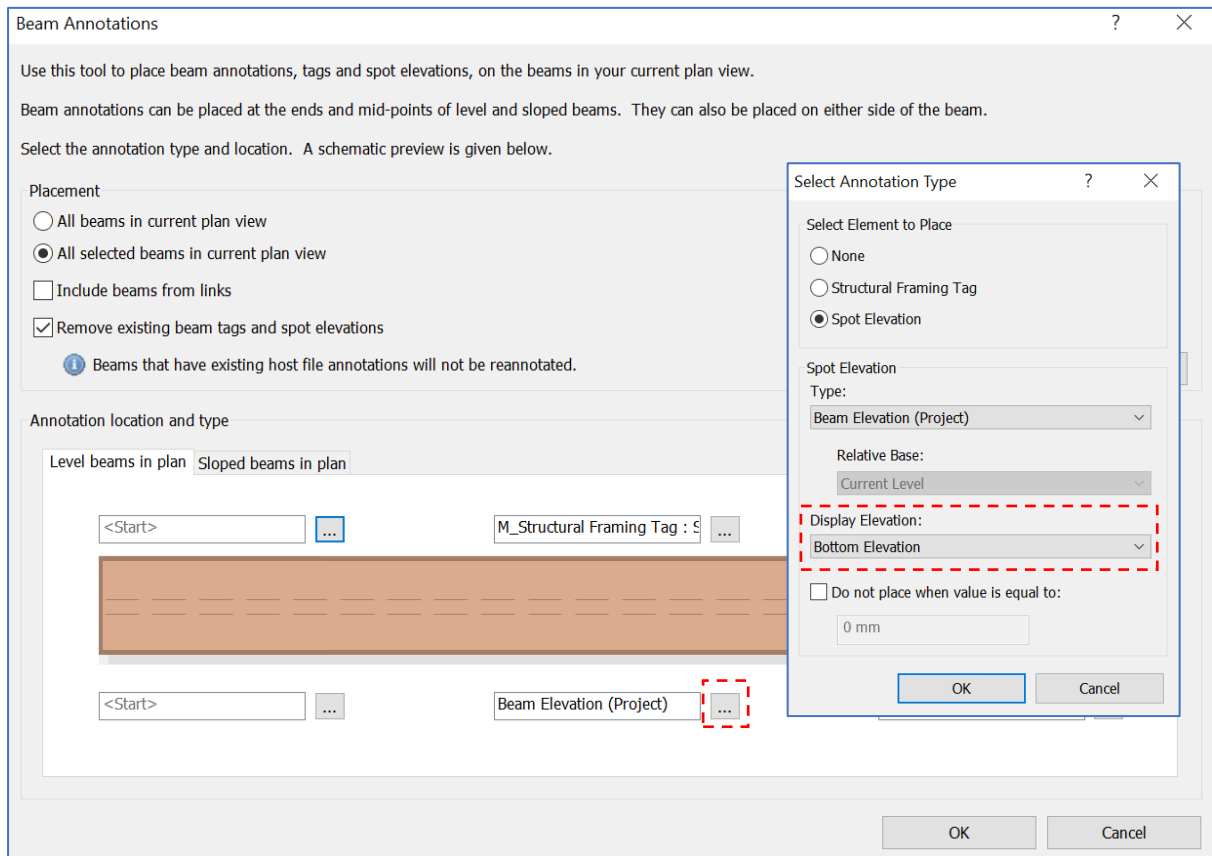 Beam Annotations
?
Use this tool to place beam annotations, tags and spot elevations, on the beams in your current plan view.
Beam annotations can be placed at the ends and mid-points of level and sloped beams. They can also be placed on either side of the beam.
Select the annotation type and location. A schematic preview is given below.
Placement
All beams in current plan view
All selected beams in current plan view
Include beams from links
Remove existing beam tags and spot elevations
Beams that have existing host file annotations will not be reannotated.
Annotation location and type
Level beams in plan
Sloped beams in plan
<Start>
...
M_Structural Framing Tag : S
...
<Start>
...
Beam Elevation (Project)
...
OK
Cancel
Select Annotation Type
?
Select Element to Place
None
Structural Framing Tag
Spot Elevation
Spot Elevation
Type:
Beam Elevation (Project)
Relative Base:
Current Level
Display Elevation:
Bottom Elevation
Do not place when value is equal to:
0 mm
OK
Cancel